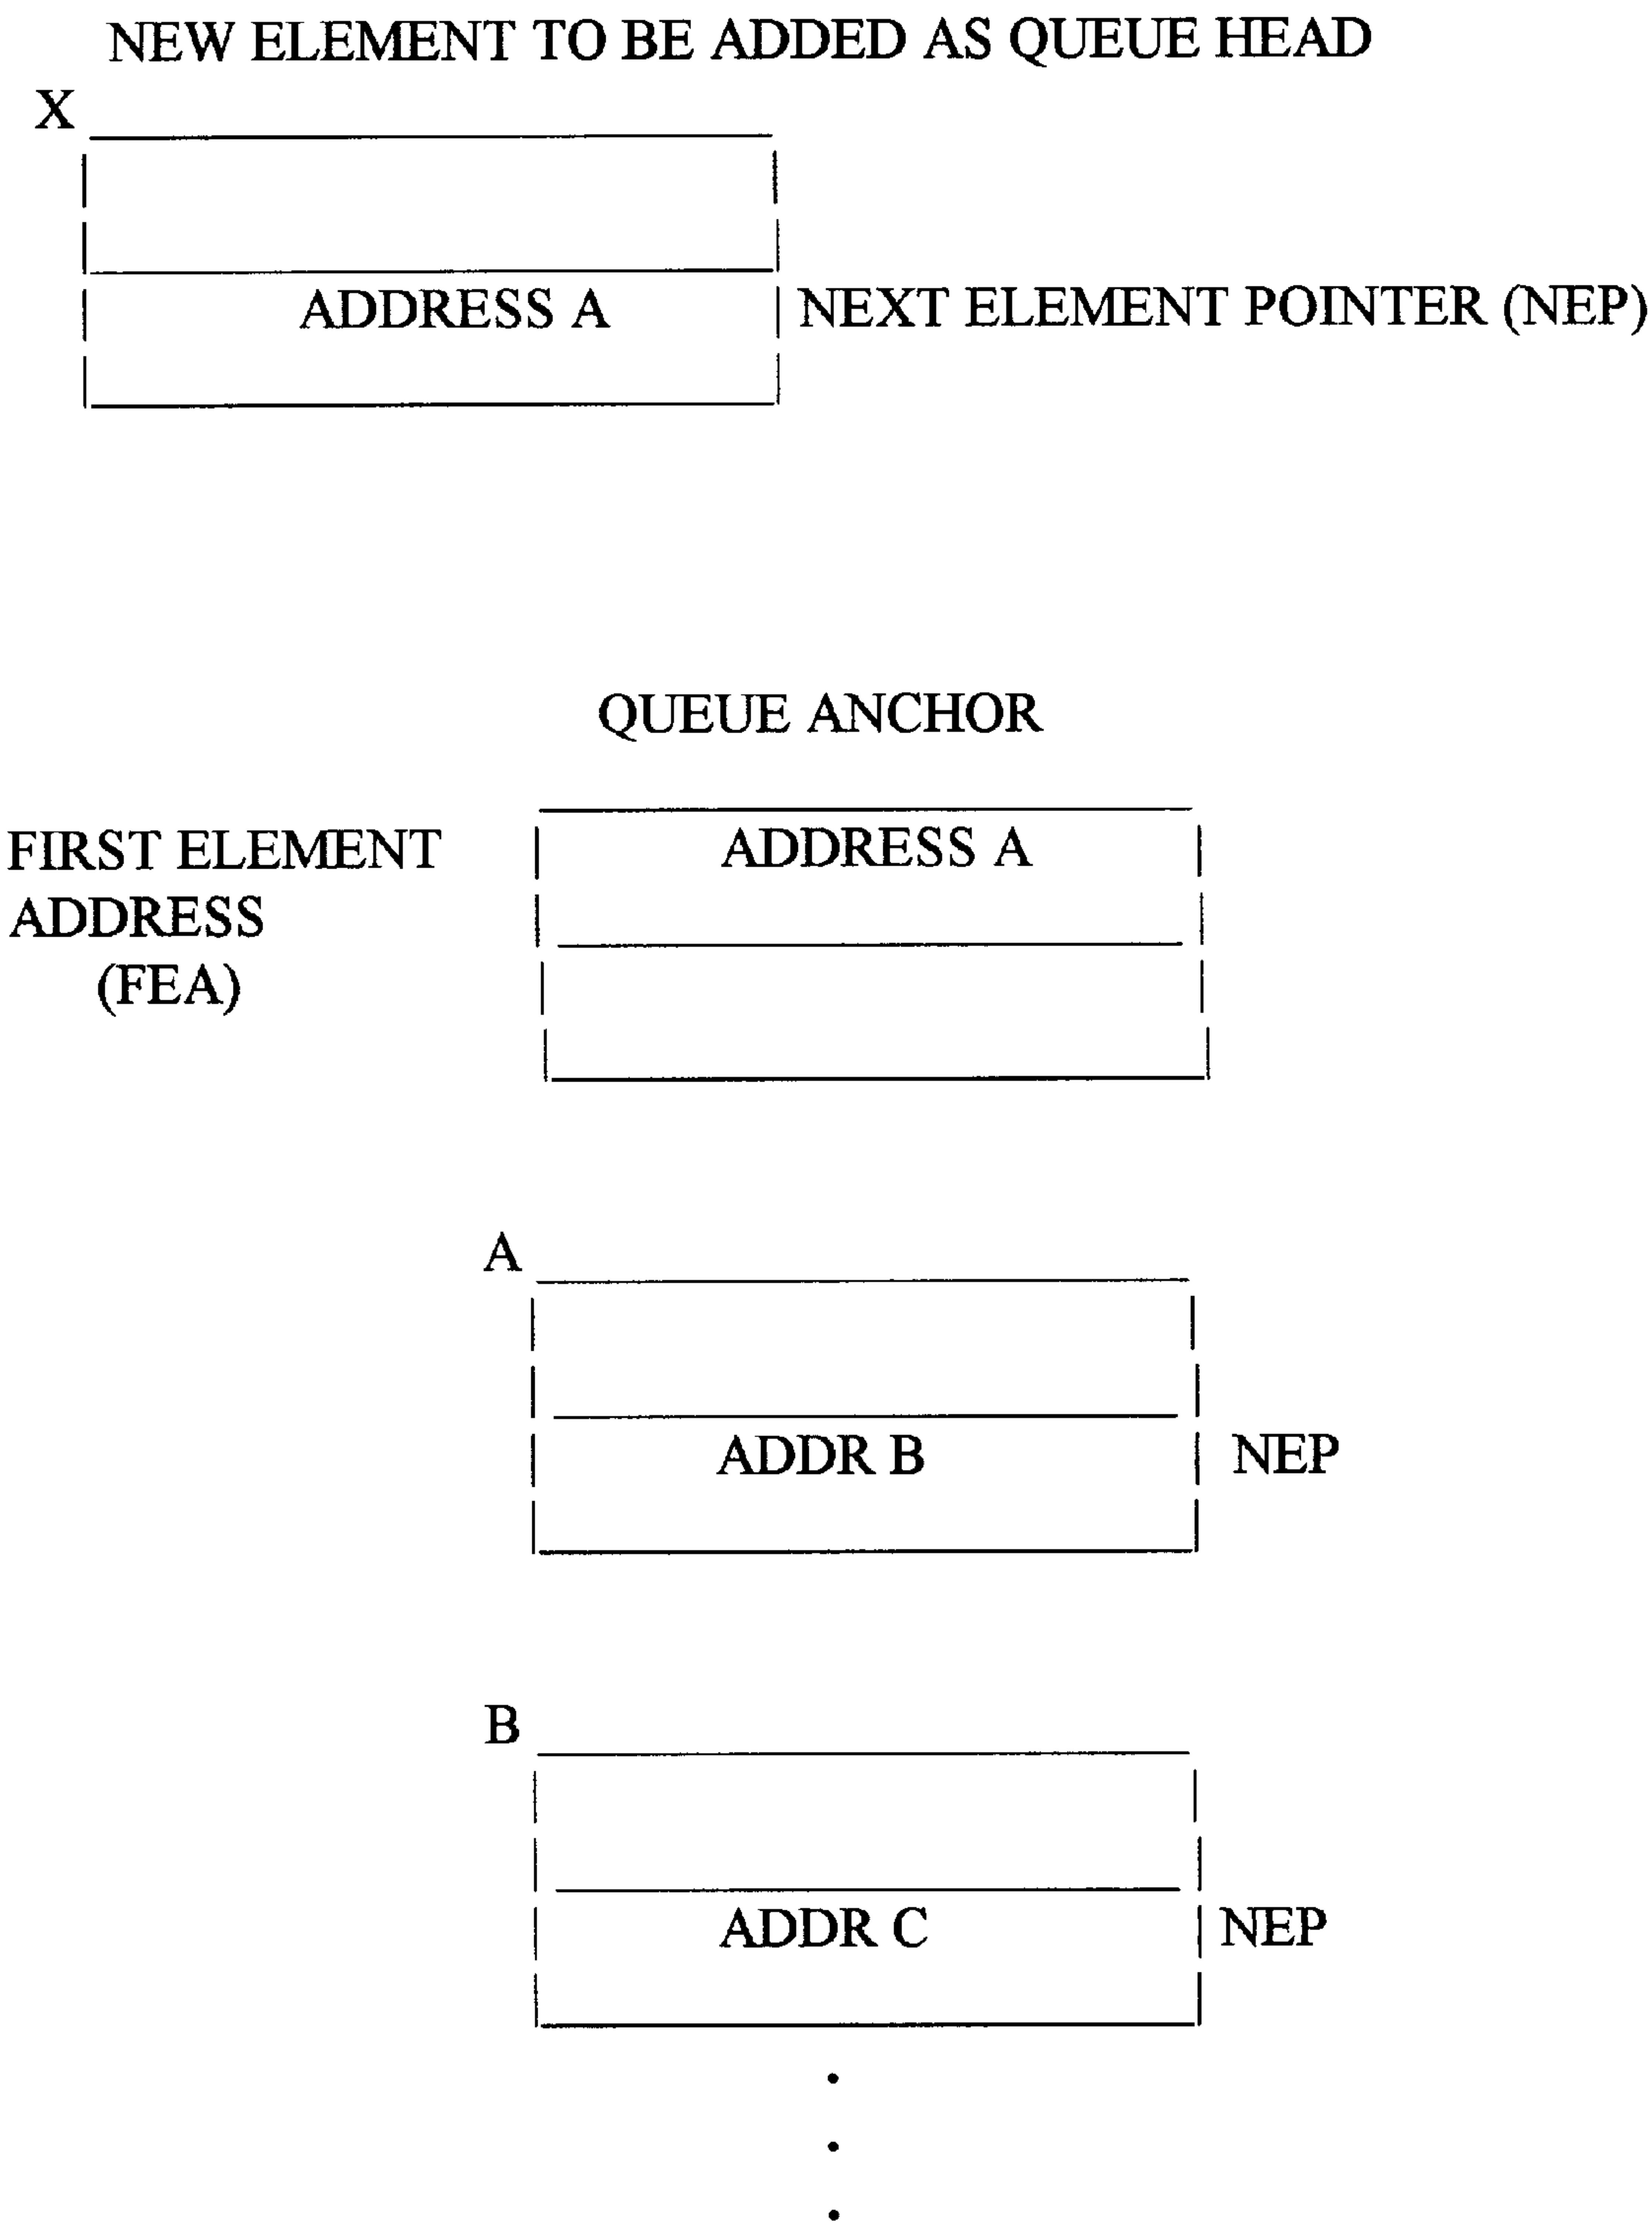 NEW ELEMENT TO BE ADDED AS QUEUE HEAD
X
ADDRESS A
NEXT ELEMENT POINTER (NEP)
QUEUE ANCHOR
FIRST ELEMENT
ADDRESS
(FEA)
ADDRESS A
A
ADDR B
NEP
B
ADDR C
NEP